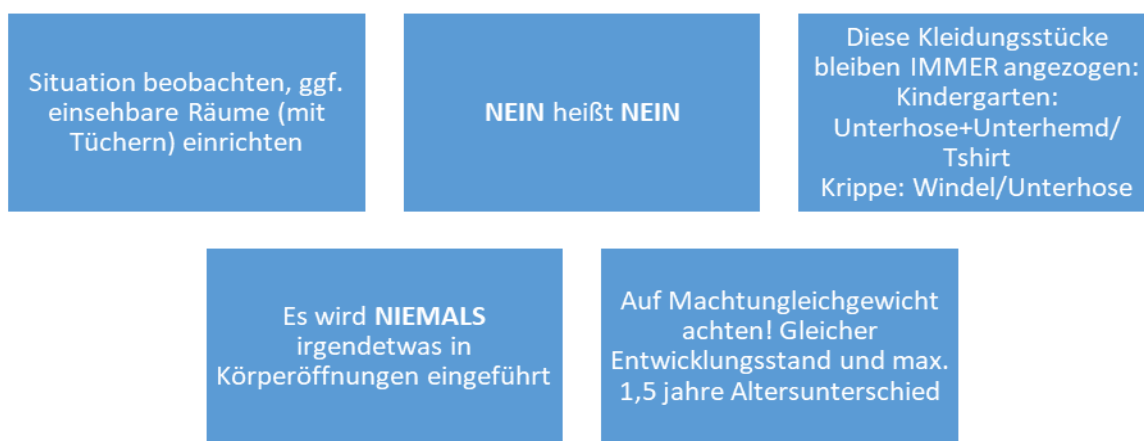 Situation beobachten, ggf.
einsehbare Räume (mit
Tüchern) einrichten
NEIN heißt NEIN
Diese Kleidungsstücke
bleiben IMMER angezogen:
Kindergarten:
Unterhose+Unterhemd/
Tshirt
Krippe: Windel/Unterhose
Es wird NIEMALS
irgendetwas in
Körperöffnungen eingeführt
Auf Machtungleichgewicht
achten! Gleicher
Entwicklungsstand und max.
1,5 jahre Altersunterschied